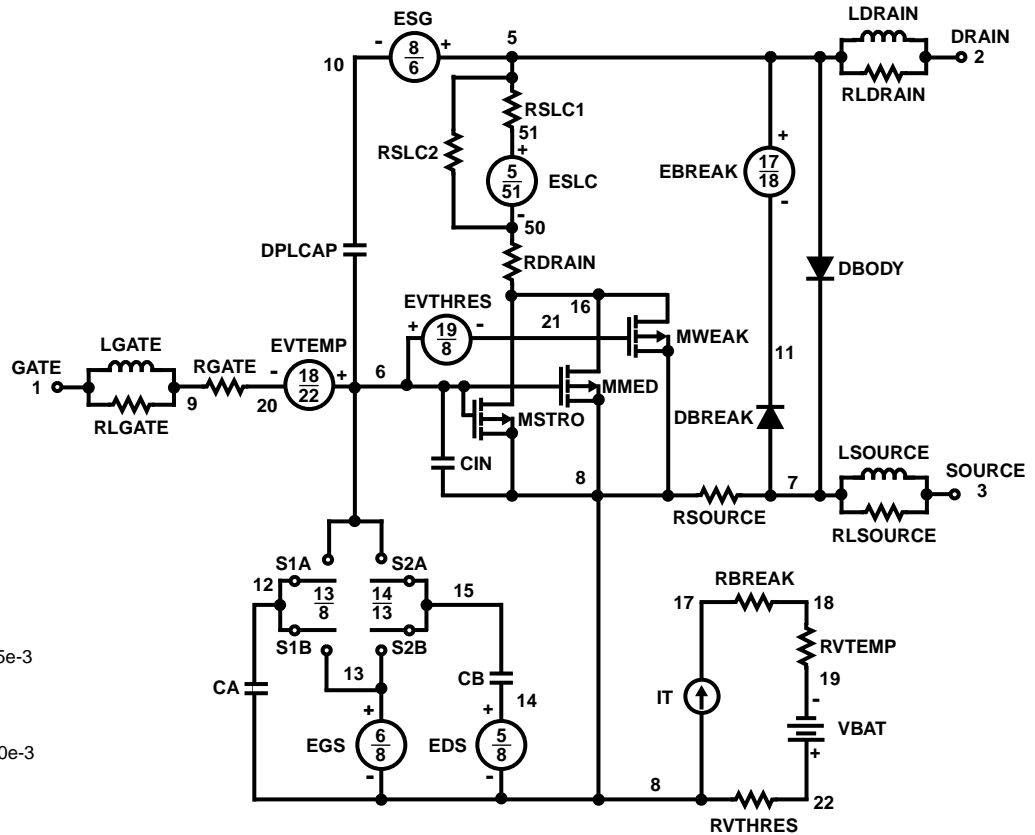 ESG
LDRAIN
DRAIN
2
- 8/6 +
5
10
RLDRAIN
RSLC1
51
+
RSLC2
5/51
ESLC
-
50
+
EBREAK 17/18
-
DPLCAP
RDRAIN
DBODY
EVTHRES
16
+ 19/8 -
21
MWEAK
11
LGATE
GATE
1
RGATE
EVTEMP
- 18/22 +
6
MMED
9
20
RLGATE
MSTRO
DBREAK
CIN
LSOURCE
SOURCE
3
8
7
RSOURCE
RLSOURCE
S1A
S2A
12
13/8
14/13
15
RBREAK
17
18
S1B
S2B
RVTEMP
5e-3
13
CB
19
CA
14
IT
-
+
+
VBAT
EGS 6/8
EDS 5/8
+
0e-3
-
-
8
22
RVTHRES